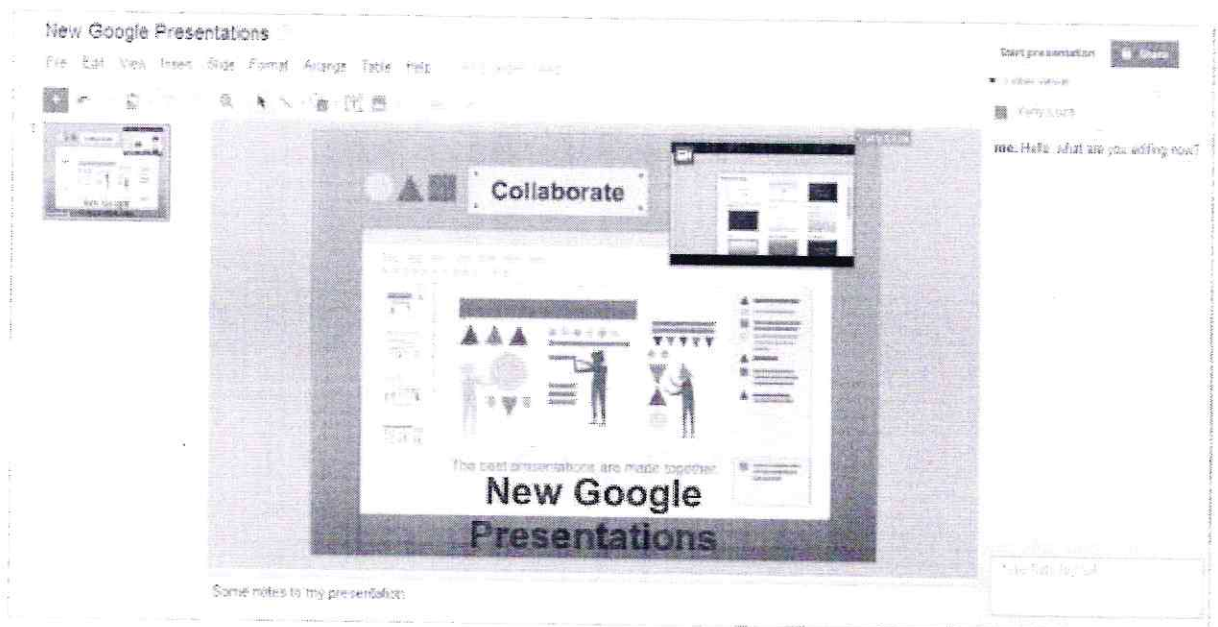 New Google Presentations
File Edit View Insert Slide Format Arrange Table Help
Start presentation Share
me: Hello, what are you editing now?
Collaborate
The best presentations are made together.
New Google
Presentations
Some notes to my presentation